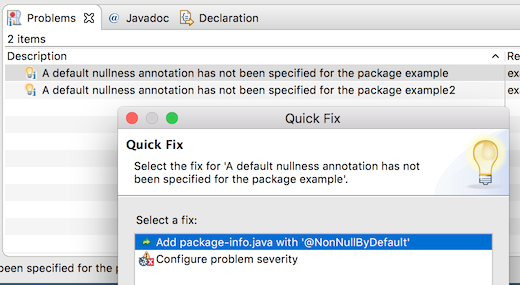 Problems
Javadoc
Declaration
2 items
Description
Re
A default nullness annotation has not been specified for the package example
ex
A default nullness annotation has not been specified for the package example2
ex
Quick Fix
Quick Fix
Select the fix for 'A default nullness annotation has not
been specified for the package example'.
Select a fix:
Add package-info.java with '@NonNullByDefault'
Configure problem severity
been specified for the p